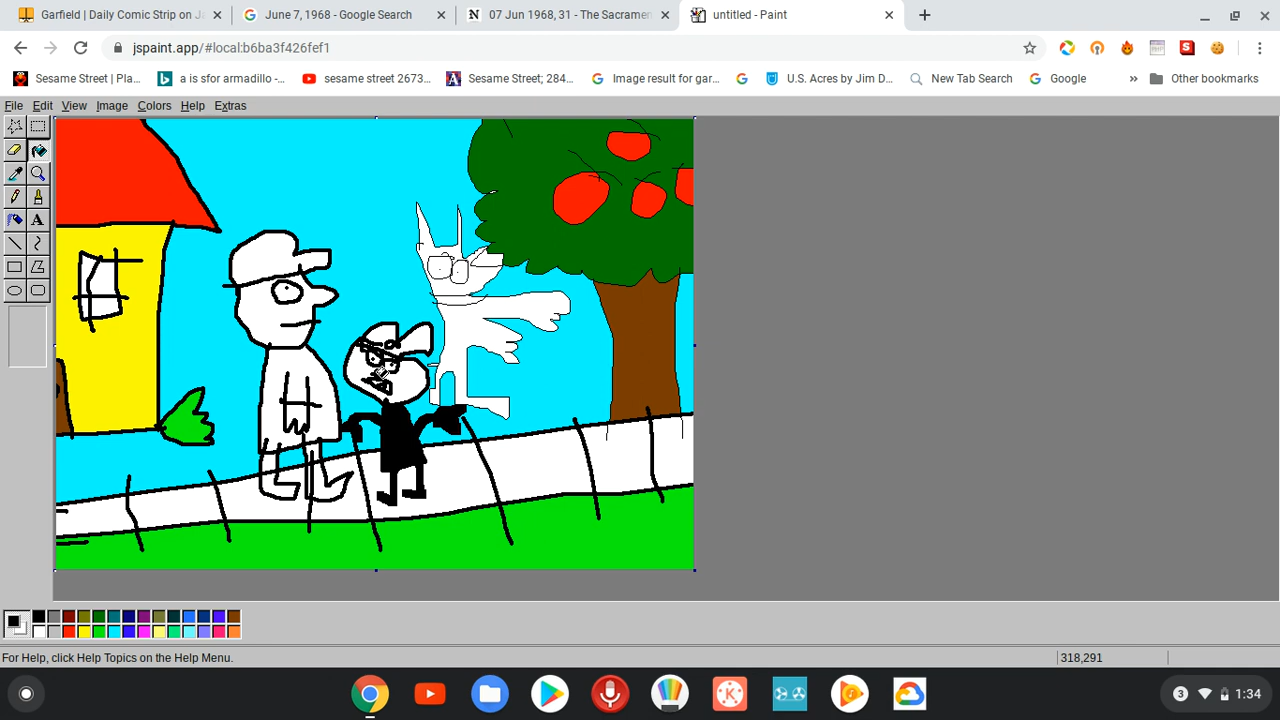 Garfield | Daily Comic Strip on Ja
June 7, 1968 - Google Search
07 Jun 1968, 31 - The Sacramen
untitled - Paint
jspaint.app/#local:b6ba3f426fef1
Sesame Street | Pla...
a is sfor armadillo -...
sesame street 2673...
Sesame Street; 284...
Image result for gar...
U.S. Acres by Jim D...
New Tab Search
Google
Other bookmarks
File Edit View Image Colors Help Extras
For Help, click Help Topics on the Help Menu.
318,291
3
1:34